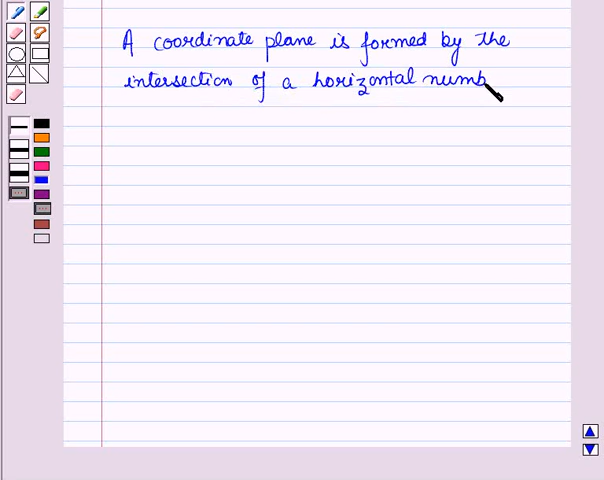 A coordinate plane is formed by the
intersection of a horizontal numb